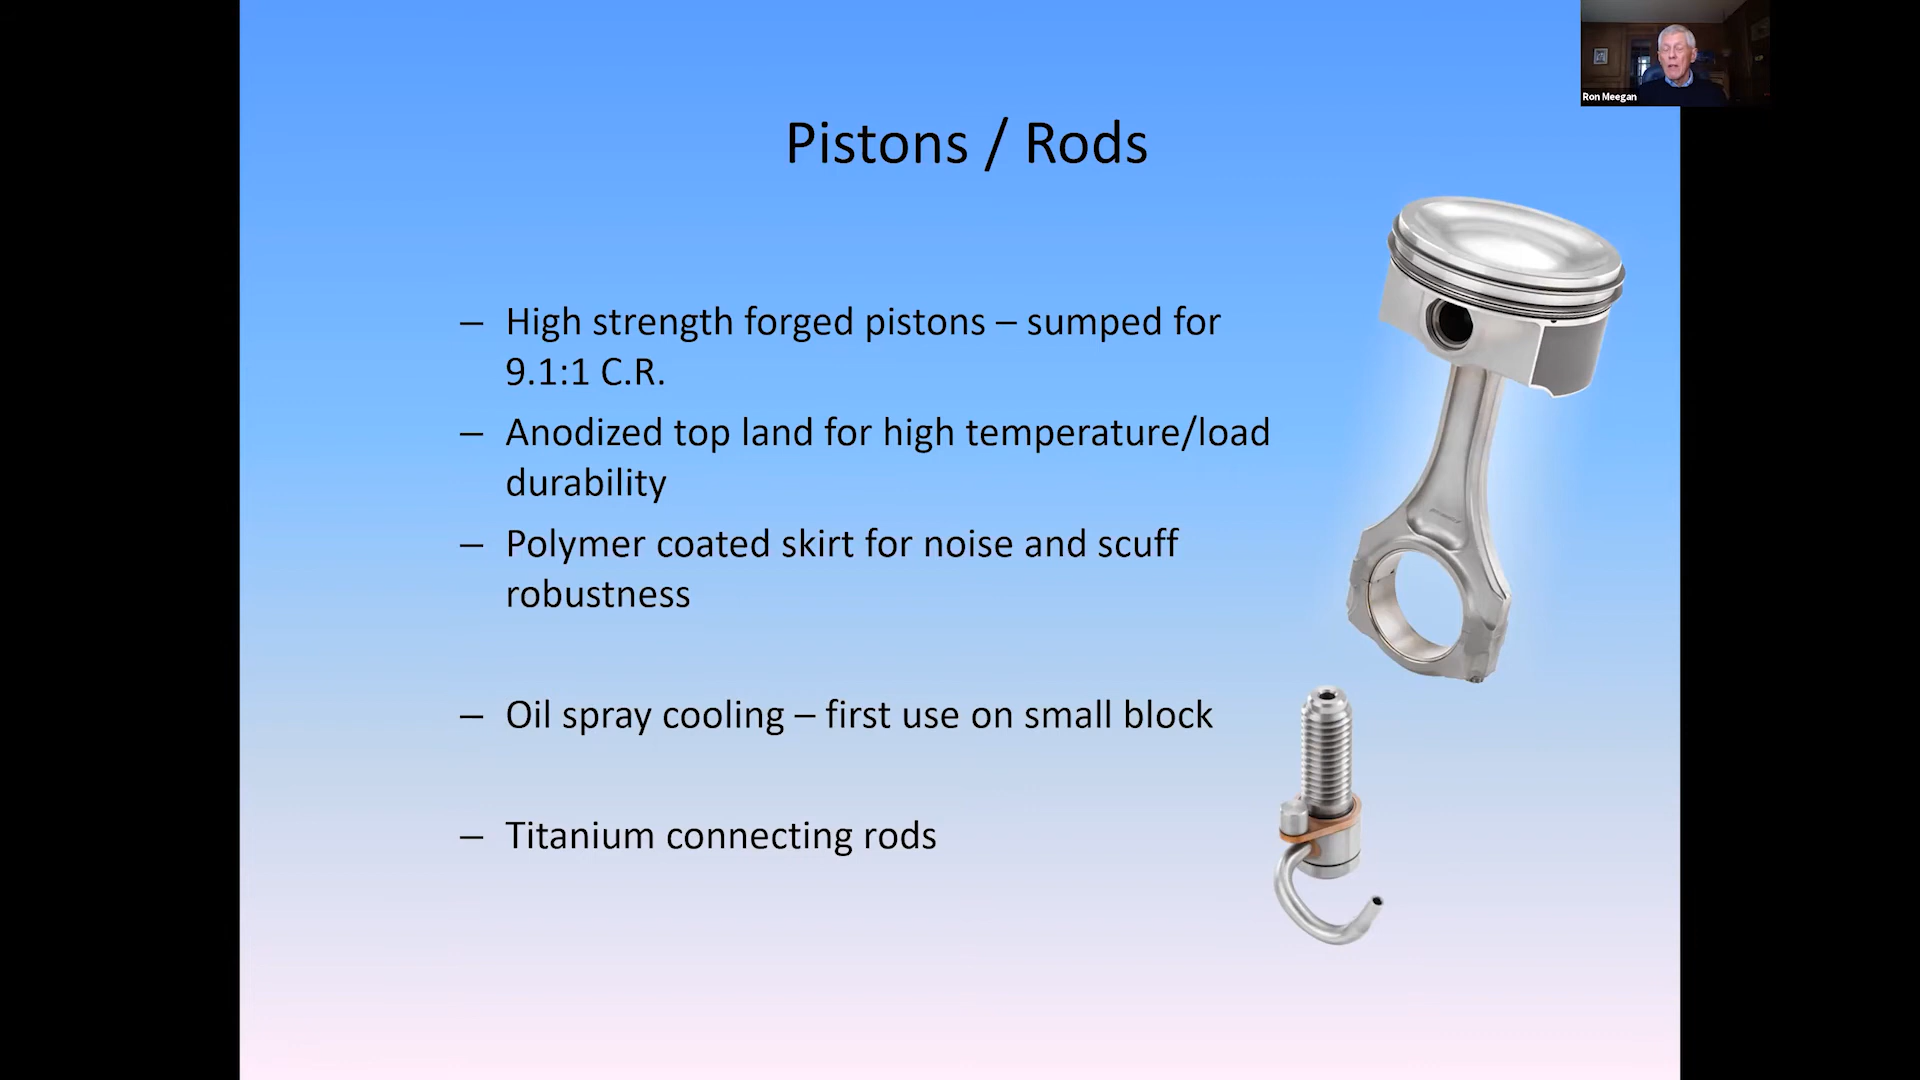 Ron Meegan
Pistons / Rods
– High strength forged pistons – sumped for
9.1:1 C.R.
– Anodized top land for high temperature/load
durability
– Polymer coated skirt for noise and scuff
robustness
– Oil spray cooling – first use on small block
– Titanium connecting rods